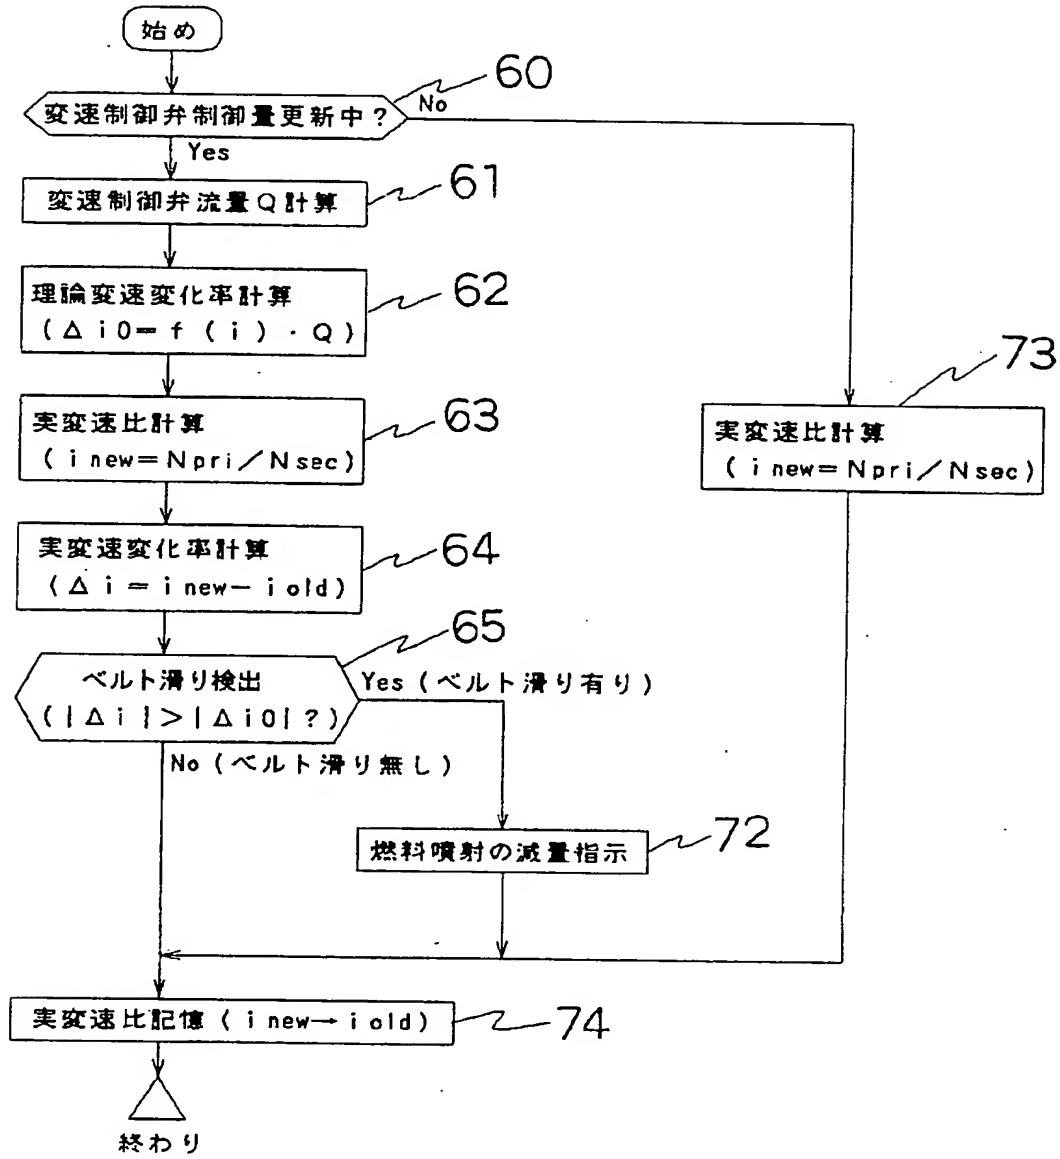 始め
60
変速制御弁制御量更新中?
No
Yes
変速制御弁流量Q計算
61
理論変速変化率計算
(Δi0=f(i)・Q)
62
実変速比計算
(inew=Npri/Nsec)
63
実変速比計算
(inew=Npri/Nsec)
73
実変速変化率計算
(Δi=inew-iold)
64
65
ベルト滑り検出
(|Δi|>|Δi0|?)
Yes(ベルト滑り有り)
No(ベルト滑り無し)
燃料噴射の減量指示
72
実変速比記憶(inew→iold)
74
終わり